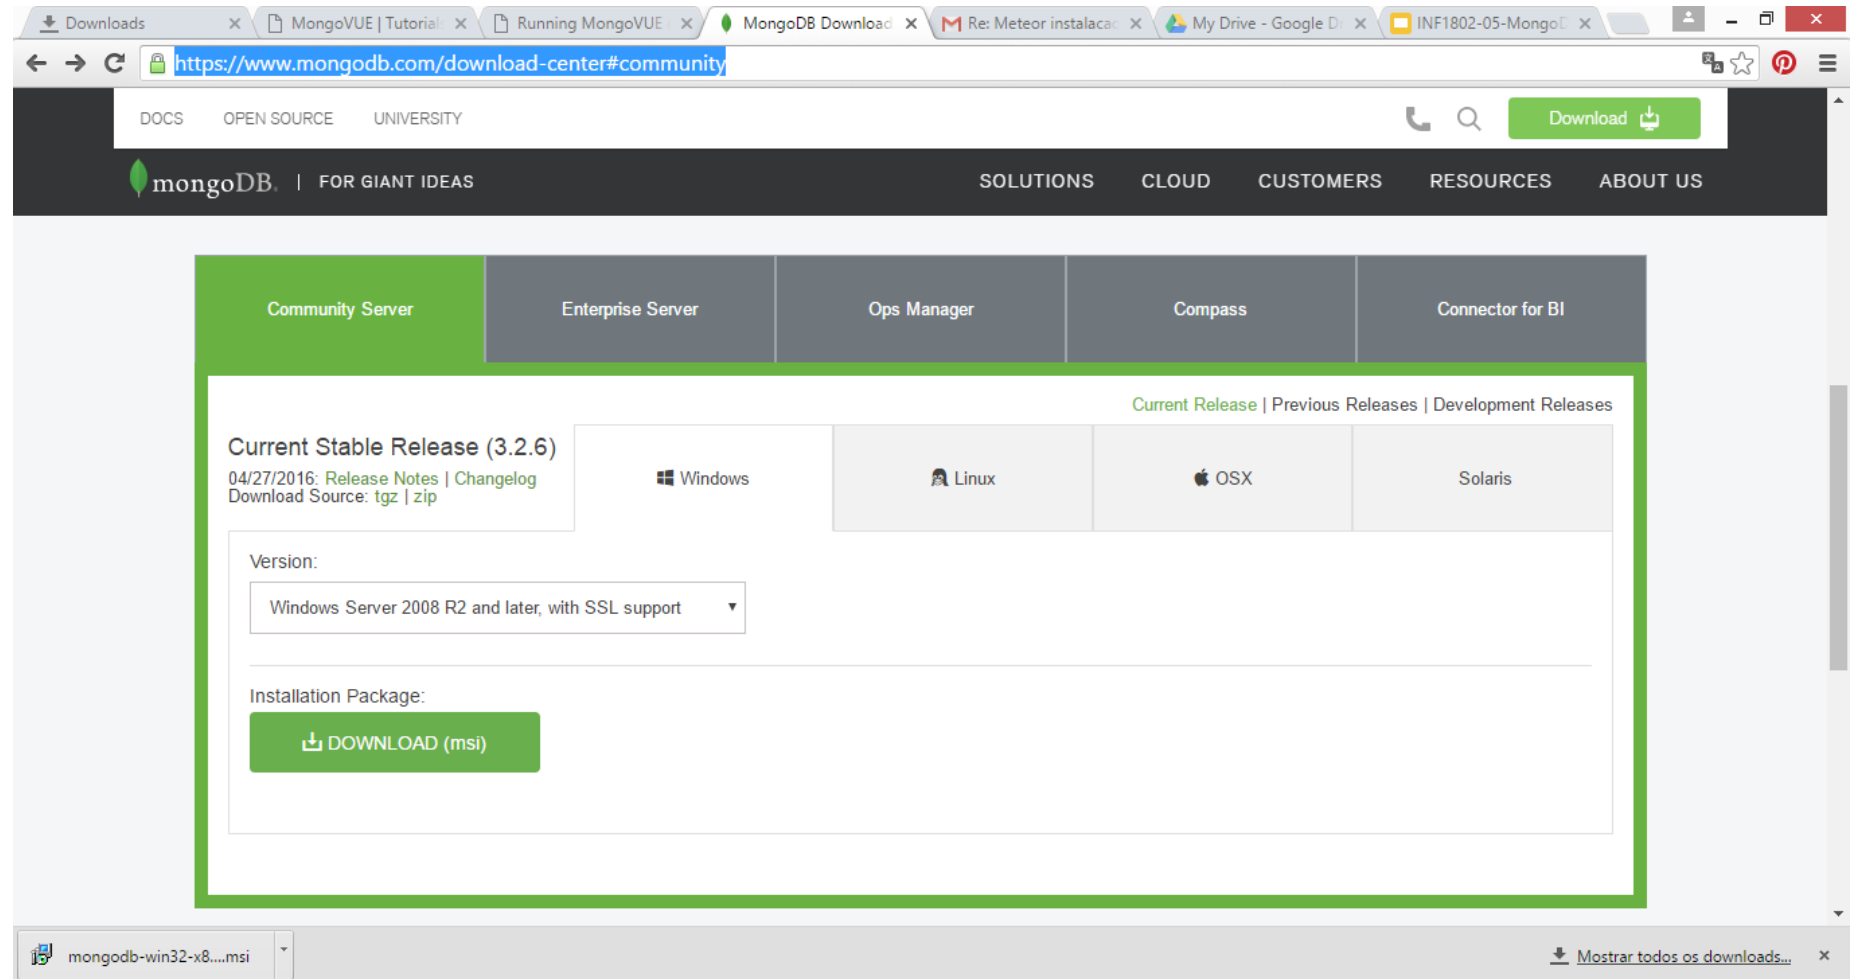 Downloads
MongoVUE | Tutorial
Running MongoVUE
MongoDB Download
Re: Meteor instalaca
My Drive - Google D
INF1802-05-MongoD
https://www.mongodb.com/download-center#community
DOCS OPEN SOURCE UNIVERSITY
Download
mongoDB. | FOR GIANT IDEAS
SOLUTIONS CLOUD CUSTOMERS RESOURCES ABOUT US
Community Server
Enterprise Server
Ops Manager
Compass
Connector for BI
Current Release | Previous Releases | Development Releases
Current Stable Release (3.2.6)
04/27/2016: Release Notes | Changelog
Download Source: tgz | zip
Windows
Linux
OSX
Solaris
Version:
Windows Server 2008 R2 and later, with SSL support
Installation Package:
DOWNLOAD (msi)
mongodb-win32-x8....msi
Mostrar todos os downloads...